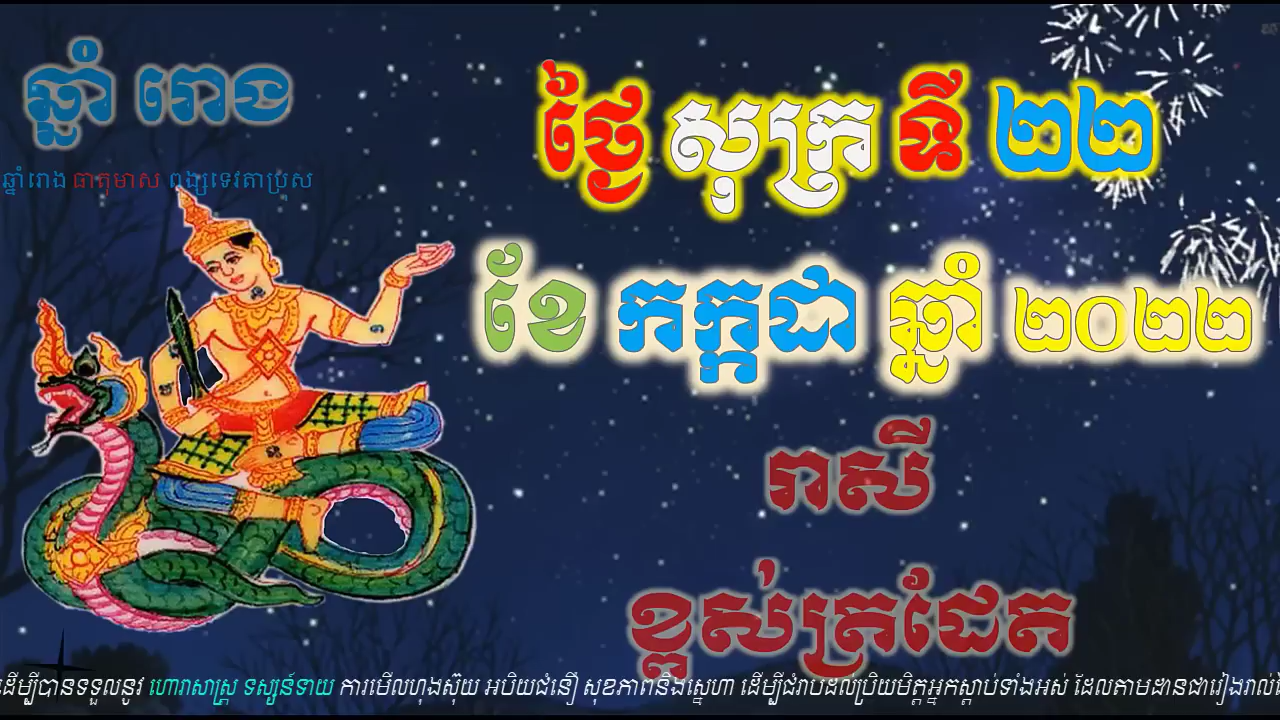 ឆ្នាំ រោង
ឆ្នាំរោង ធាតុមាស ពង្សទេវតាប្រុស
ថ្ងៃ សុក្រ ទី ២២
ខែ កក្កដា ឆ្នាំ ២០២២
រាសី
ខ្ពស់ត្រដែត
ដើម្បីបានទទួលនូវ ហោរាសាស្ត្រ ទស្សន៍ទាយ ការមើលហុងស៊ុយ អបិយជំនឿ សុខភាពនិងស្នេហា ដើម្បីជំរាបដល់ប្រិយមិត្តអ្នកស្តាប់ទាំងអស់ ដែលតាមដានជារៀងរាល់